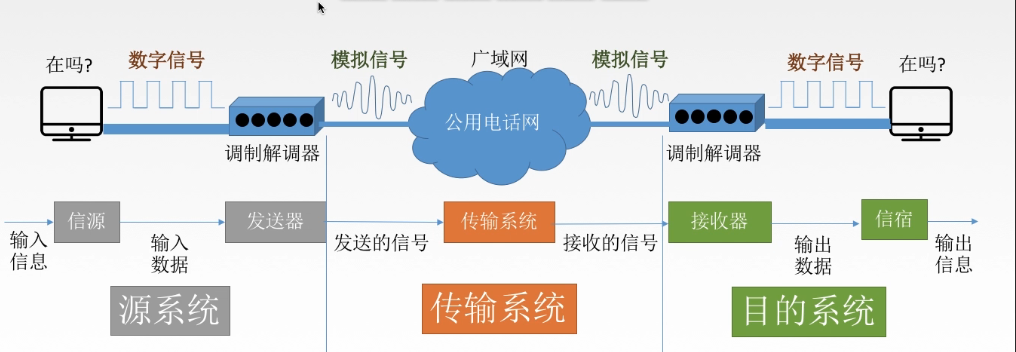 数字信号
模拟信号
广域网
模拟信号
数字信号
在吗?
在吗?
公用电话网
调制解调器
调制解调器
信源
发送器
传输系统
接收器
信宿
输入
信息
输入
数据
发送的信号
接收的信号
输出
数据
输出
信息
源系统
传输系统
目的系统